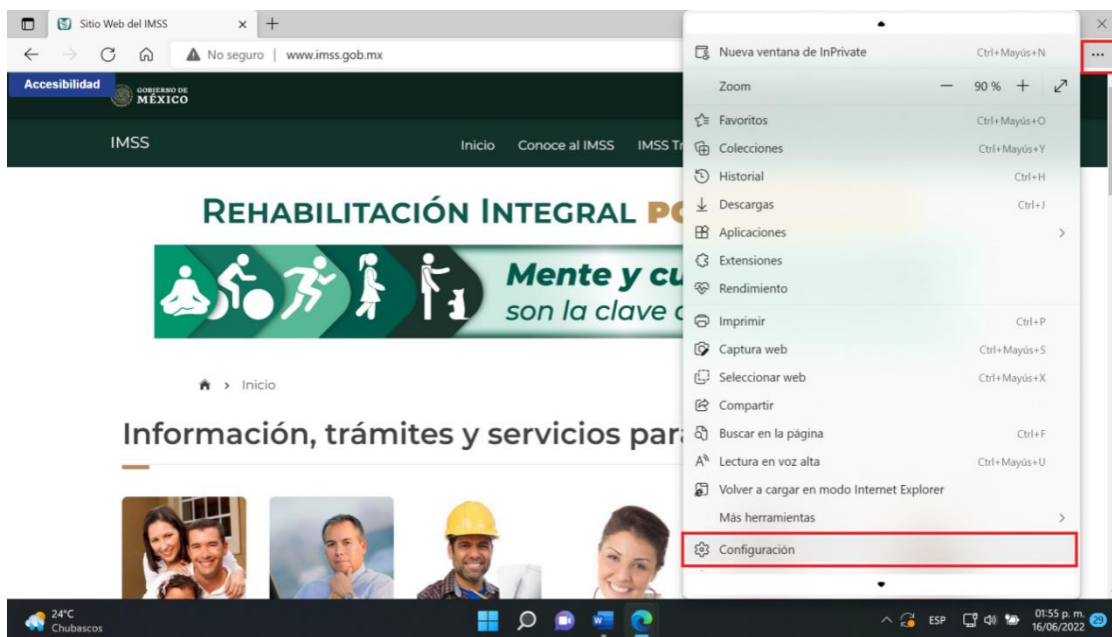 Sitio Web del IMSS
No seguro | www.imss.gob.mx
Accesibilidad
GOBIERNO DE
MÉXICO
IMSS
Inicio Conoce al IMSS IMSS
REHABILITACIÓN INTEGRAL
Mente y
son la clave
Inicio
Información, trámites y servicios
Nueva ventana de InPrivate Ctrl+Mayús+N
Zoom — 90 % +
Favoritos Ctrl+Mayús+O
Colecciones Ctrl+Mayús+Y
Historial Ctrl+H
Descargas Ctrl+J
Aplicaciones
Extensiones
Rendimiento
Imprimir Ctrl+P
Captura web Ctrl+Mayús+S
Seleccionar web Ctrl+Mayús+X
Compartir
Buscar en la página Ctrl+F
Lectura en voz alta Ctrl+Mayús+U
Volver a cargar en modo Internet Explorer
Más herramientas
Configuración
24°C
Chubascos
ESP
01:55 p. m.
16/06/2022
29